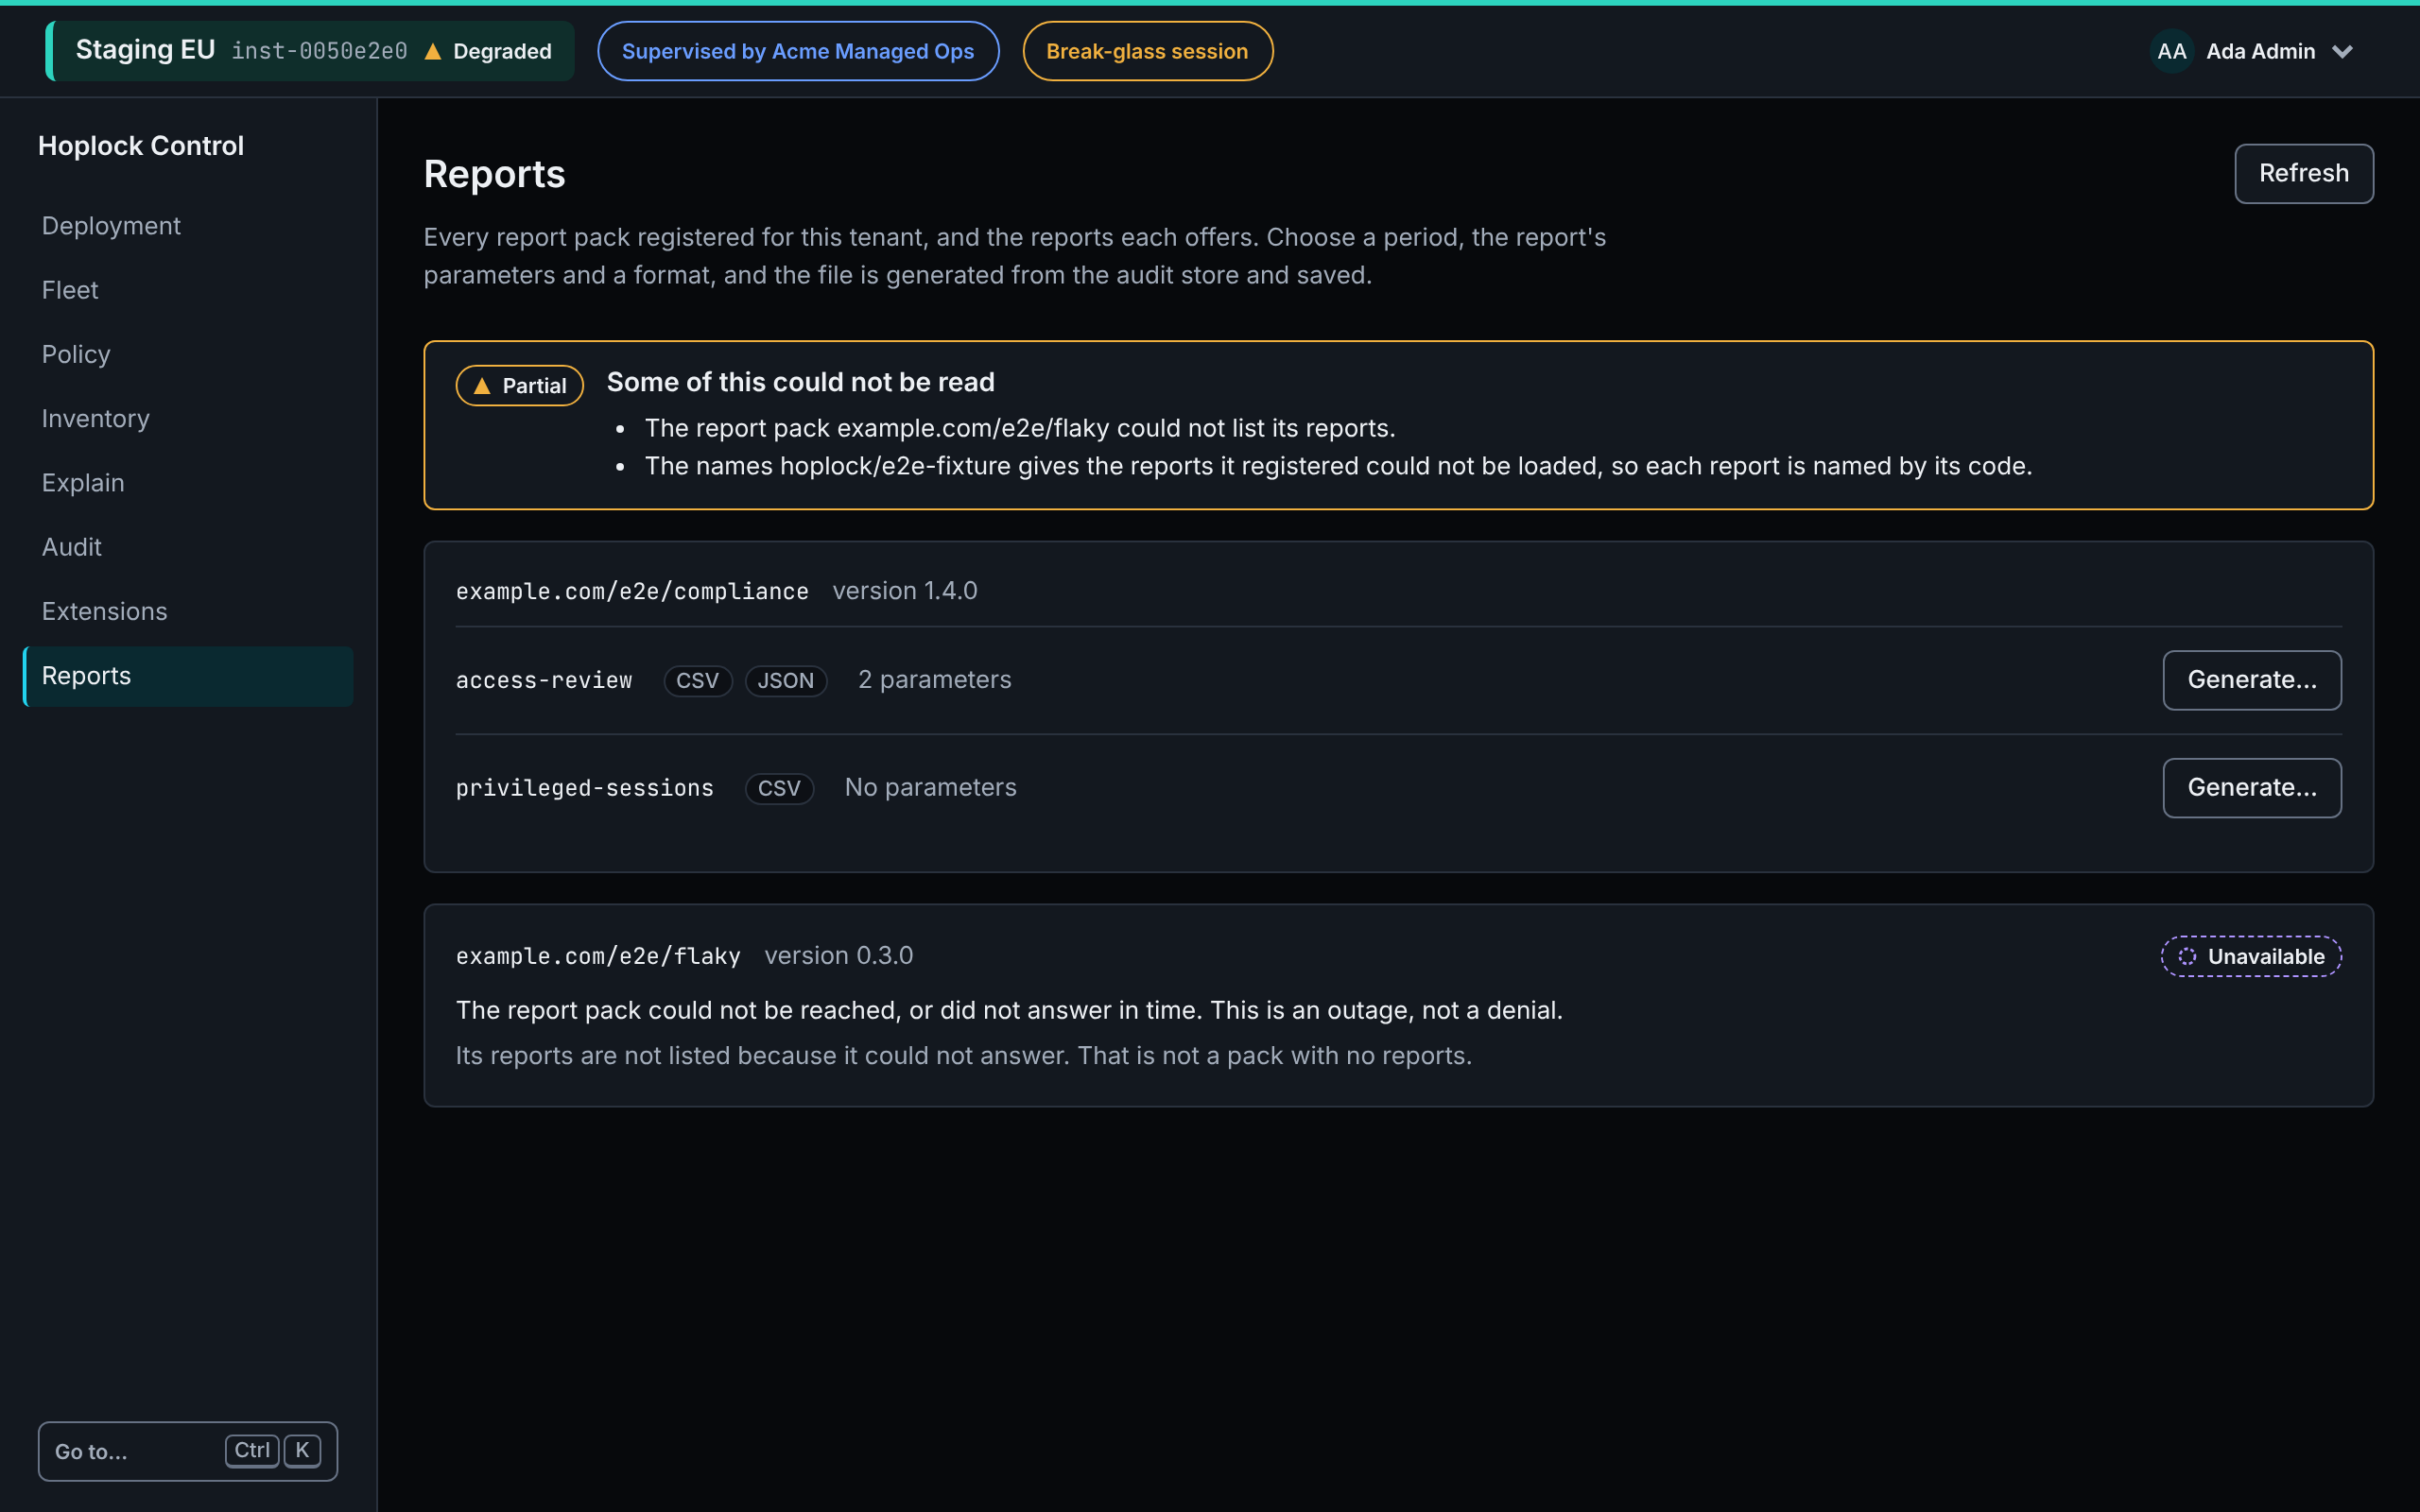 Staging EU inst-0050e2e0 Degraded
Supervised by Acme Managed Ops
Break-glass session
AA Ada Admin
Hoplock Control
Deployment
Fleet
Policy
Inventory
Explain
Audit
Extensions
Reports
Go to... Ctrl K
Reports
Refresh
Every report pack registered for this tenant, and the reports each offers. Choose a period, the report's
parameters and a format, and the file is generated from the audit store and saved.
Partial
Some of this could not be read
• The report pack example.com/e2e/flaky could not list its reports.
• The names hoplock/e2e-fixture gives the reports it registered could not be loaded, so each report is named by its code.
example.com/e2e/compliance version 1.4.0
access-review CSV JSON 2 parameters Generate...
privileged-sessions CSV No parameters Generate...
example.com/e2e/flaky version 0.3.0 Unavailable
The report pack could not be reached, or did not answer in time. This is an outage, not a denial.
Its reports are not listed because it could not answer. That is not a pack with no reports.